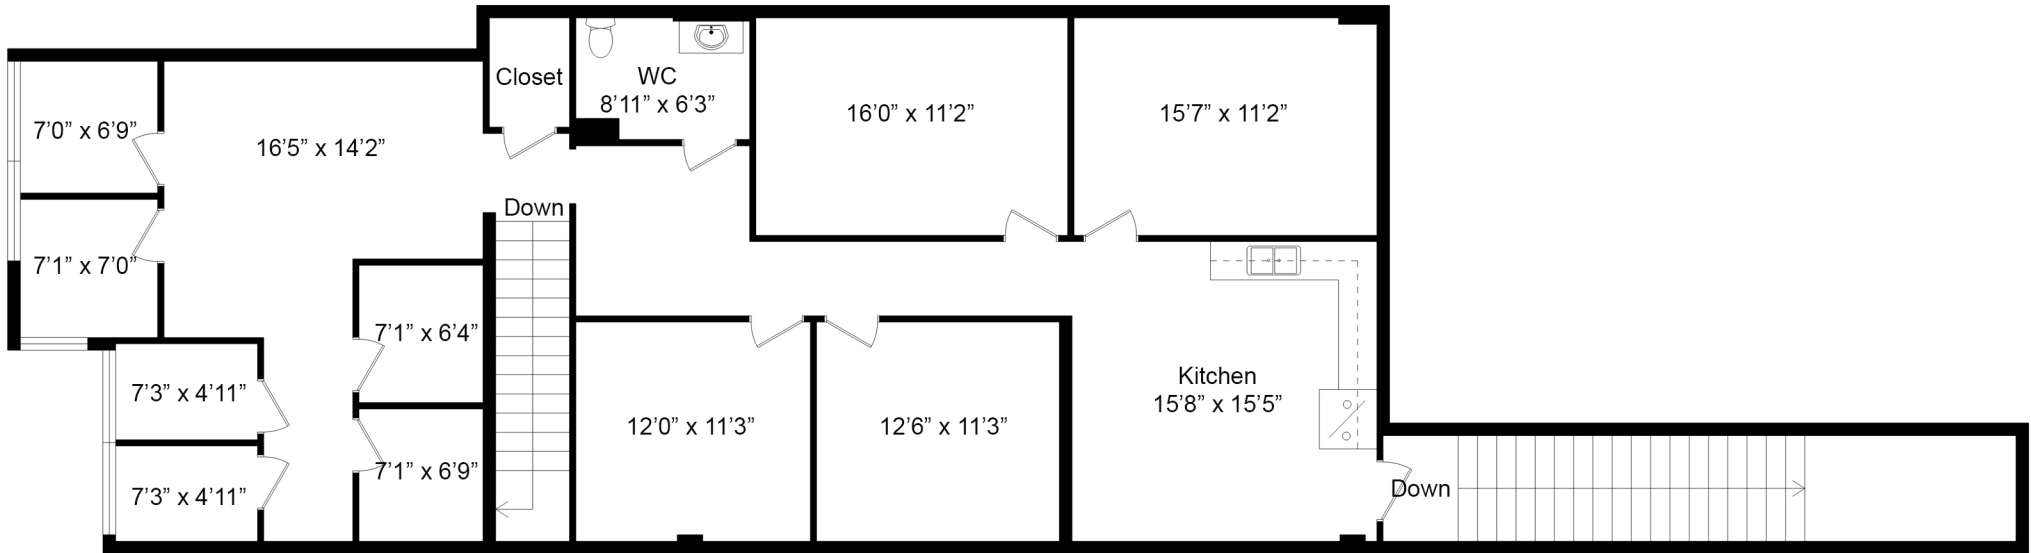 Closet
WC
8’11” x 6’3”
16’0” x 11’2”
15’7” x 11’2”
7’0” x 6’9”
16’5” x 14’2”
Down
7’1” x 7’0”
7’1” x 6’4”
7’3” x 4’11”
Kitchen
15’8” x 15’5”
12’0” x 11’3”
12’6” x 11’3”
7’1” x 6’9”
7’3” x 4’11”
Down